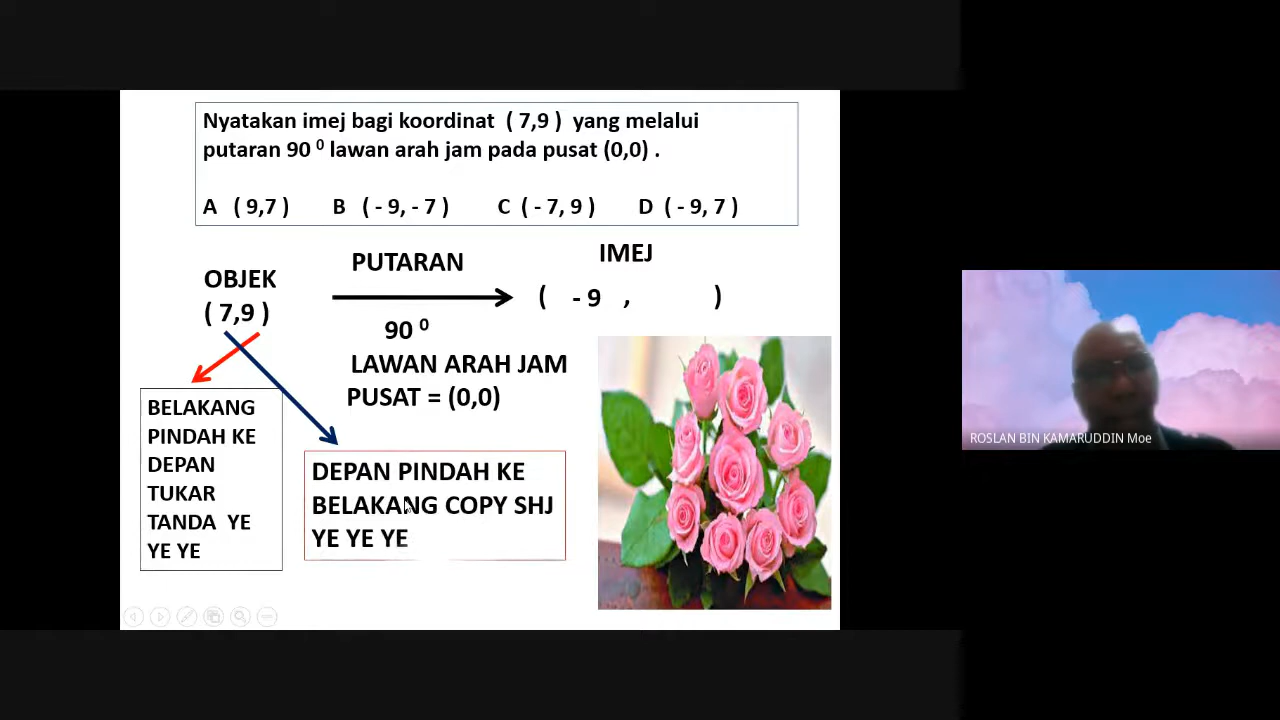 Nyatakan imej bagi koordinat ( 7,9 ) yang melalui
putaran 90 ⁰ lawan arah jam pada pusat (0,0) .
A ( 9,7 ) B ( - 9, - 7 ) C ( - 7, 9 ) D ( - 9, 7 )
OBJEK
( 7,9 )
PUTARAN
90 ⁰
LAWAN ARAH JAM
PUSAT = (0,0)
IMEJ
( - 9 , )
BELAKANG
PINDAH KE
DEPAN
TUKAR
TANDA YE
YE YE
DEPAN PINDAH KE
BELAKANG COPY SHJ
YE YE YE
ROSLAN BIN KAMARUDDIN Moe